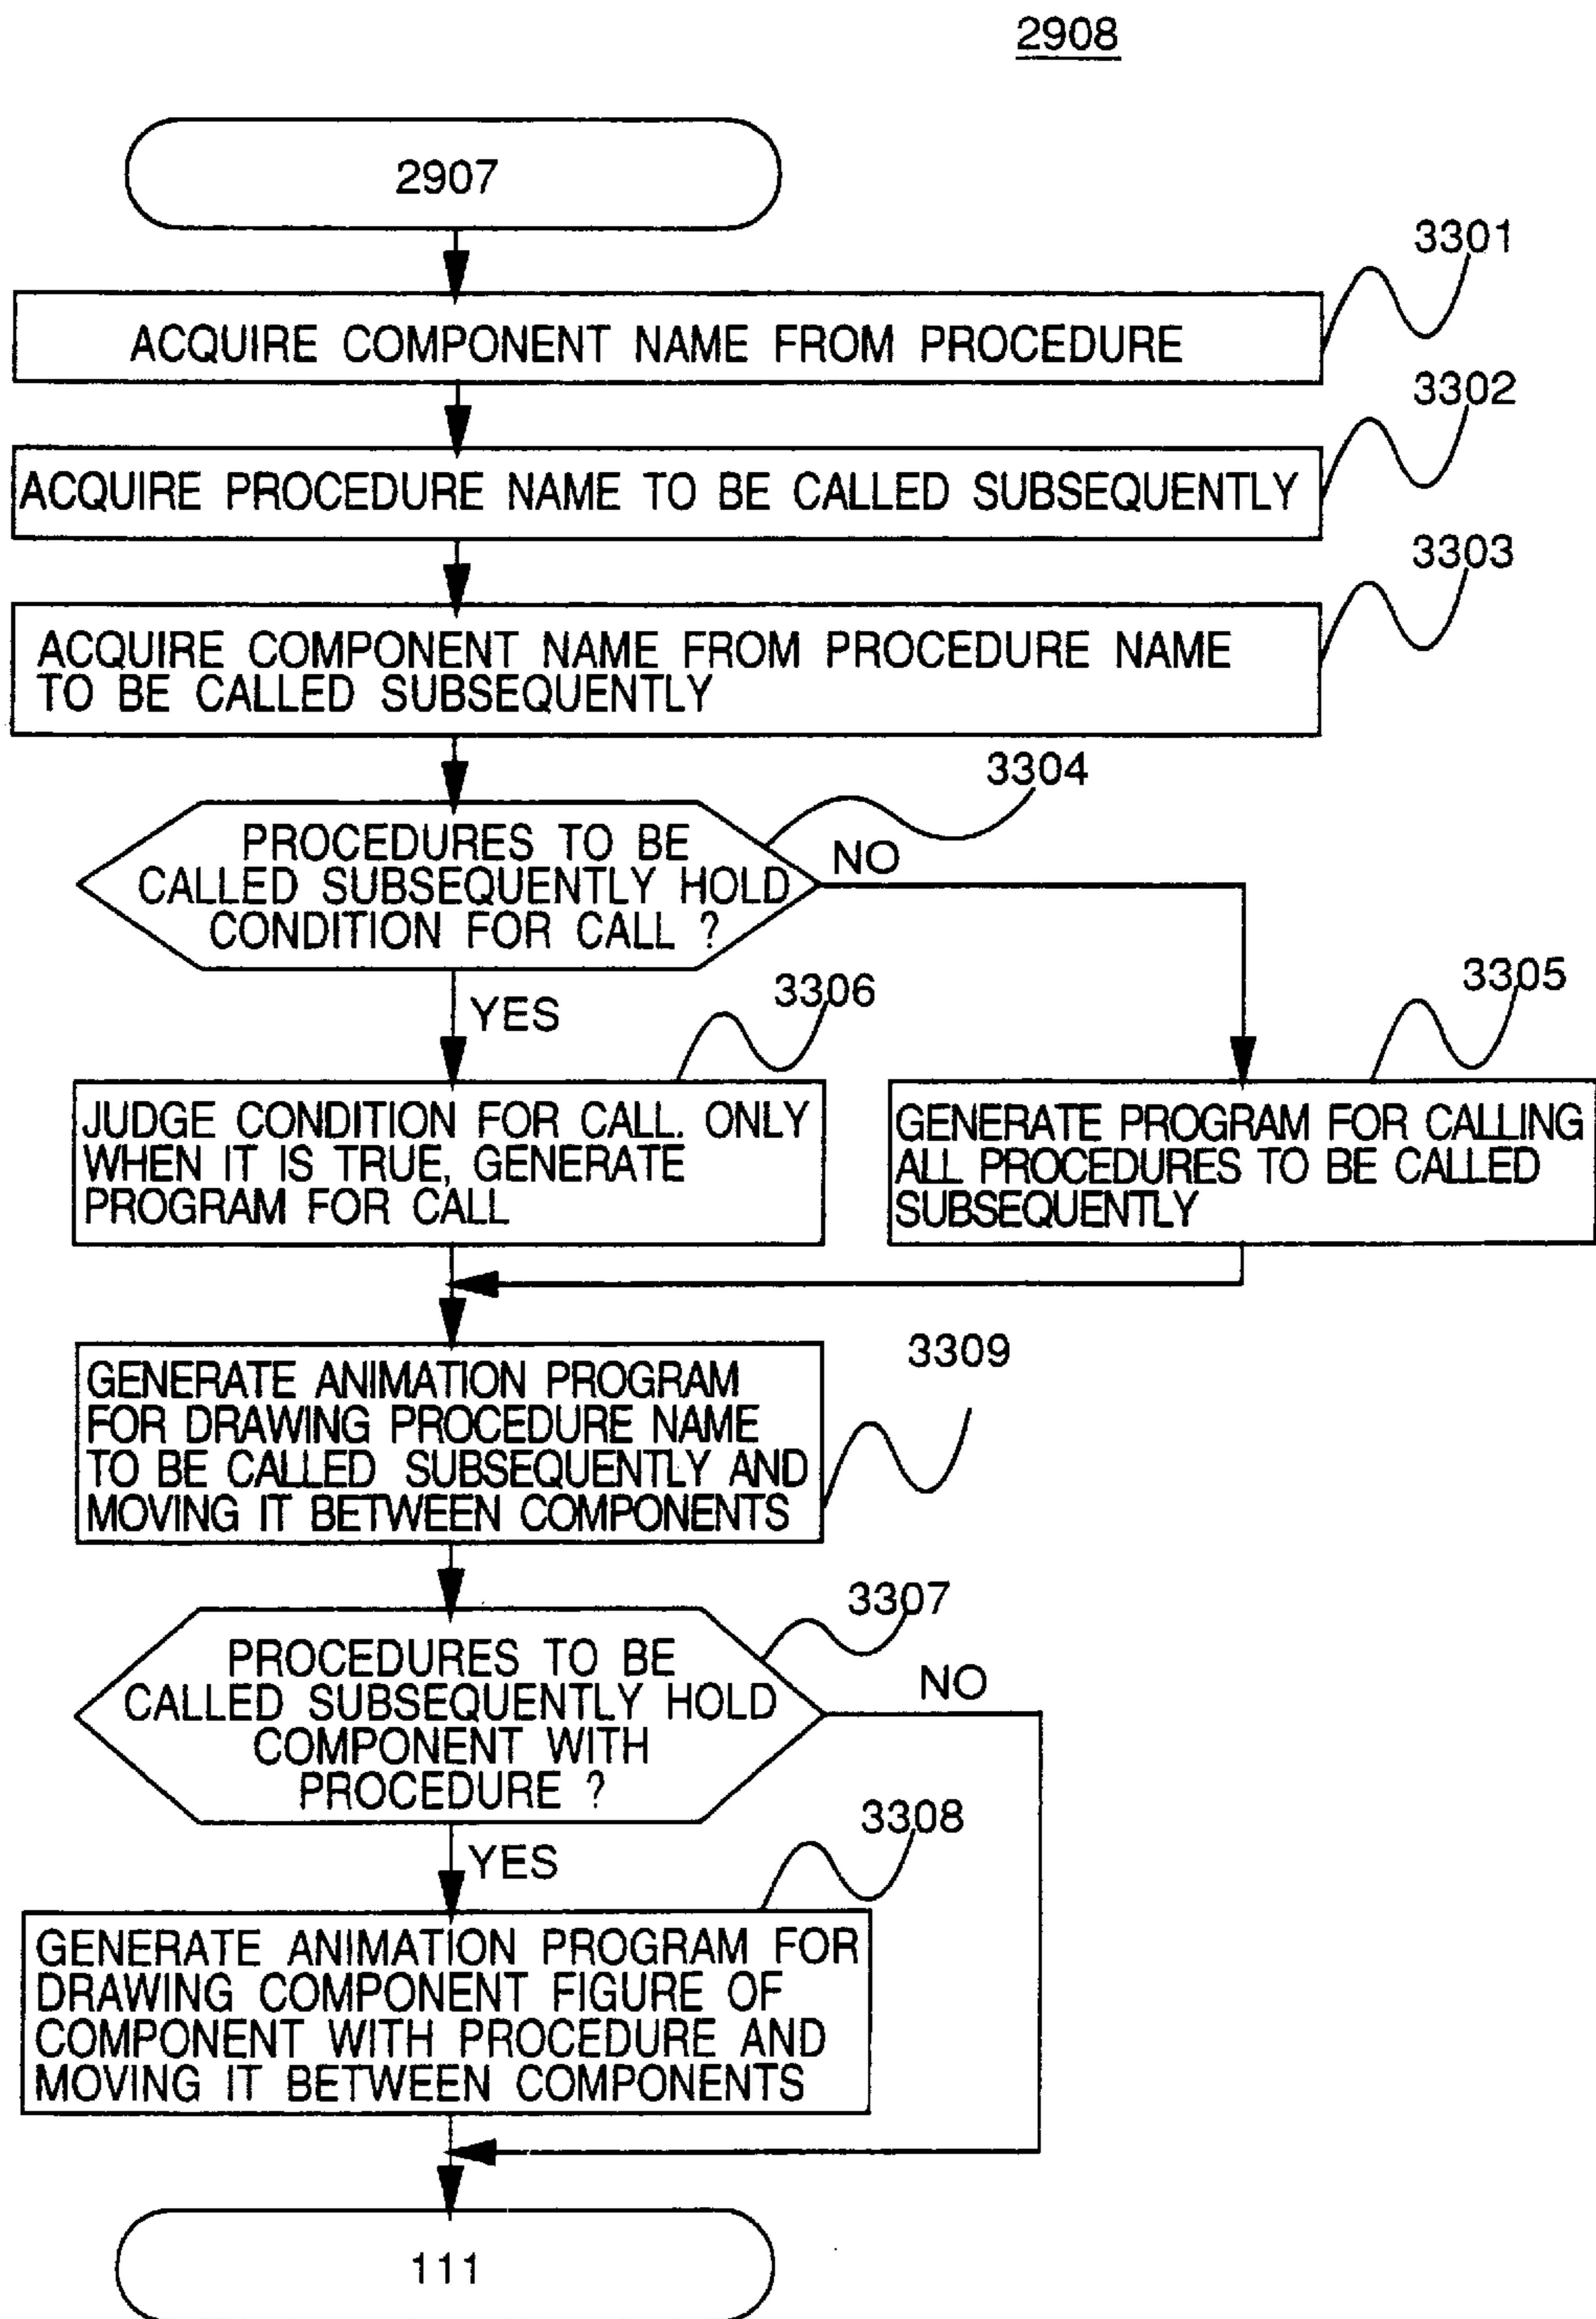 2908
2907
3301
ACQUIRE COMPONENT NAME FROM PROCEDURE
3302
ACQUIRE PROCEDURE NAME TO BE CALLED SUBSEQUENTLY
3303
ACQUIRE COMPONENT NAME FROM PROCEDURE NAME
TO BE CALLED SUBSEQUENTLY
3304
PROCEDURES TO BE
CALLED SUBSEQUENTLY HOLD
CONDITION FOR CALL ?
NO
YES
3306
3305
JUDGE CONDITION FOR CALL. ONLY
WHEN IT IS TRUE, GENERATE
PROGRAM FOR CALL
GENERATE PROGRAM FOR CALLING
ALL PROCEDURES TO BE CALLED
SUBSEQUENTLY
3309
GENERATE ANIMATION PROGRAM
FOR DRAWING PROCEDURE NAME
TO BE CALLED SUBSEQUENTLY AND
MOVING IT BETWEEN COMPONENTS
3307
PROCEDURES TO BE
CALLED SUBSEQUENTLY HOLD
COMPONENT WITH
PROCEDURE ?
NO
YES
3308
GENERATE ANIMATION PROGRAM FOR
DRAWING COMPONENT FIGURE OF
COMPONENT WITH PROCEDURE AND
MOVING IT BETWEEN COMPONENTS
111